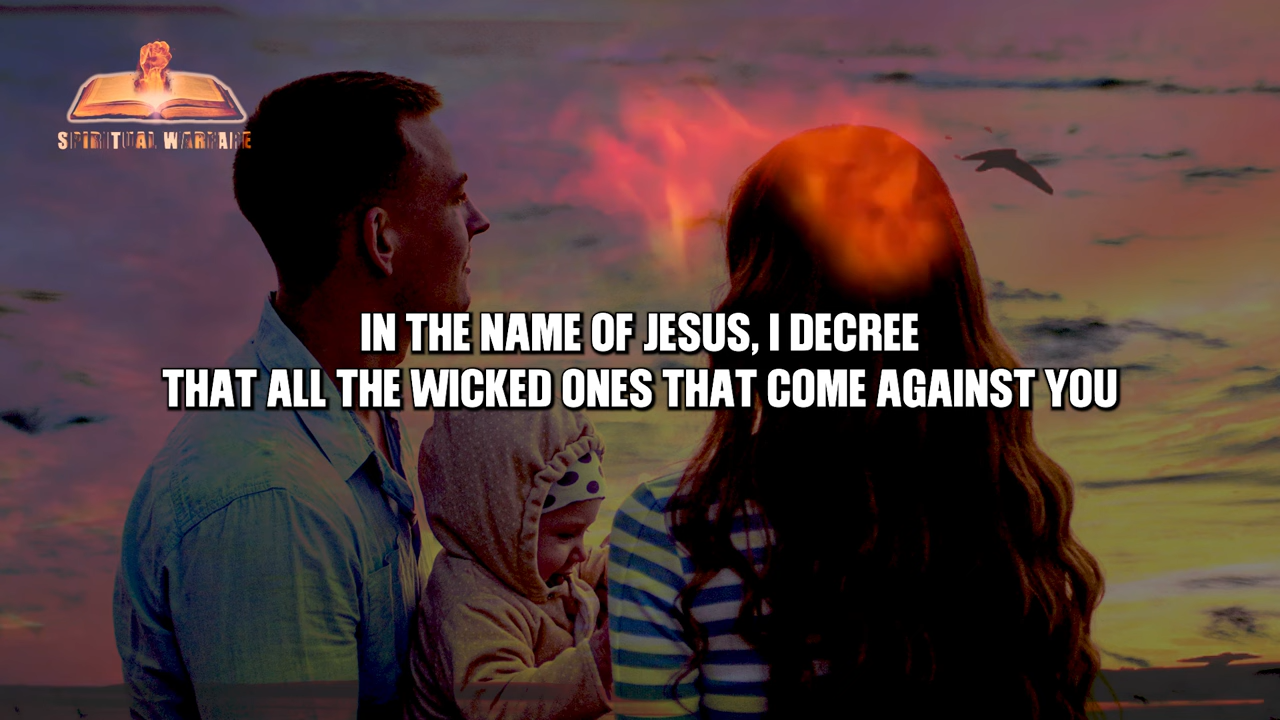 SPIRITUAL WARFARE
IN THE NAME OF JESUS, I DECREE
THAT ALL THE WICKED ONES THAT COME AGAINST YOU